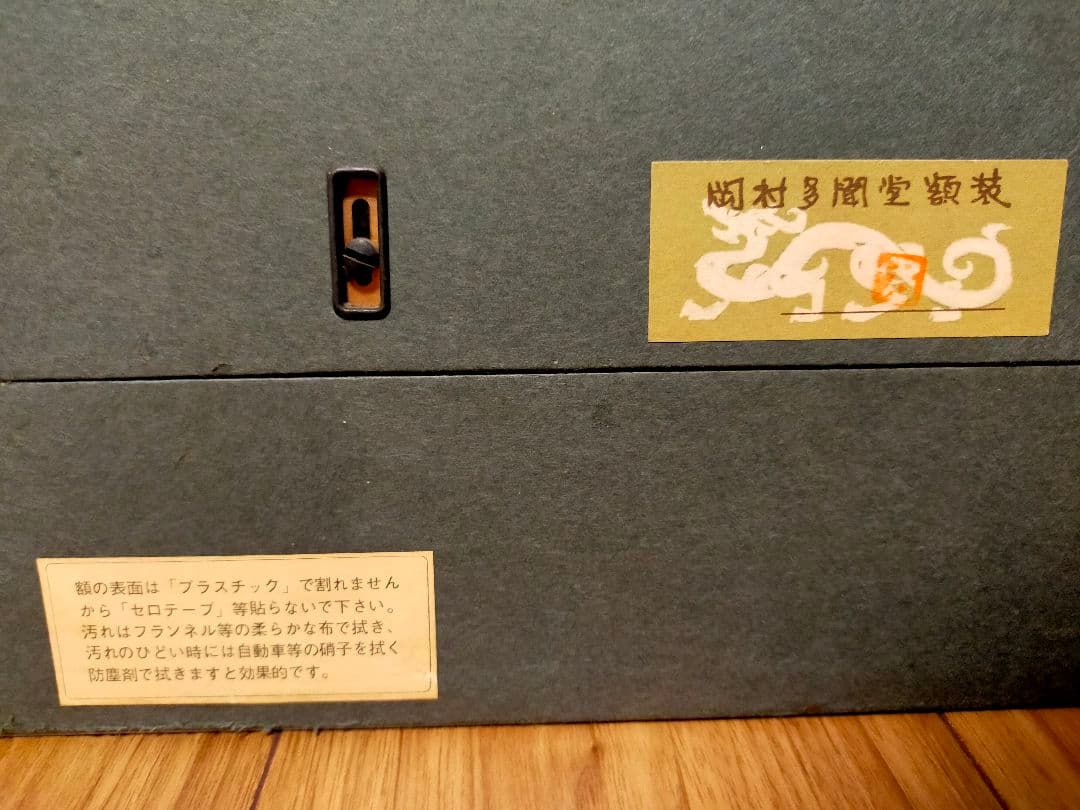 岡村多聞堂額装
額の表面は「プラスチック」で割れません
から「セロテープ」等貼らないで下さい。
汚れはフランネル等の柔らかな布で拭き、
汚れのひどい時には自動車等の硝子を拭く
防塵剤で拭きますと効果的です。